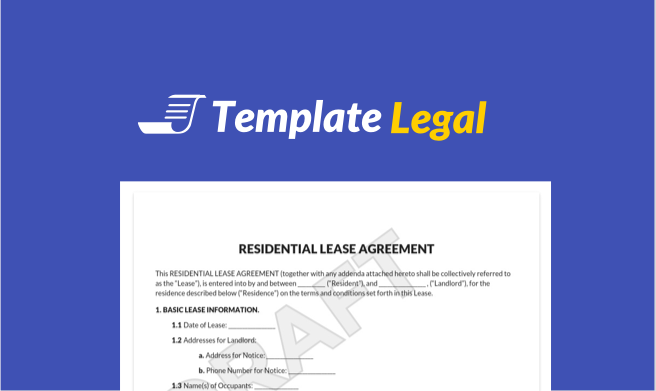 Template Legal
RESIDENTIAL LEASE AGREEMENT
This RESIDENTIAL LEASE AGREEMENT (together with any addenda attached hereto shall be collectively referred to
as the "Lease"), is entered into by and between _______ ("Resident"), and ____________, ("Landlord"), for the
residence described below ("Residence") on the terms and conditions set forth in this Lease.
1. BASIC LEASE INFORMATION.
1.1 Date of Lease: ____________
1.2 Addresses for Landlord:
a. Address for Notice: ____________
b. Phone Number for Notice: ____________
1.3 Name(s) of Occupants: ____________
DRAFT